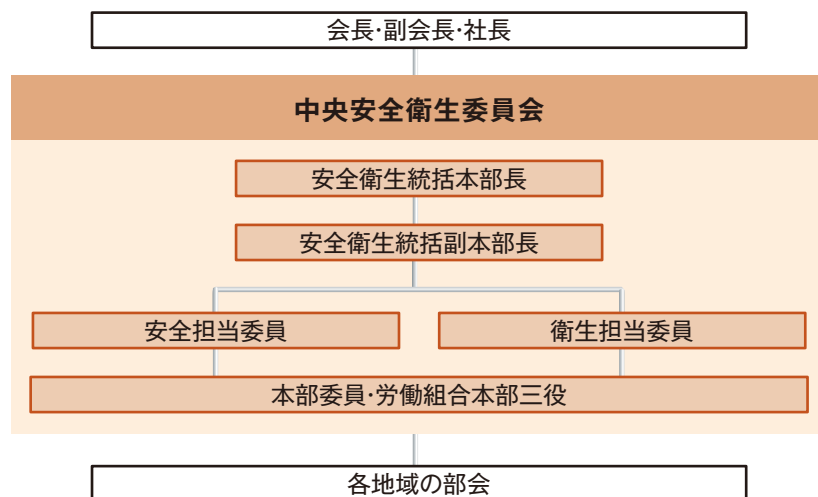 会長・副会長・社長
中央安全衛生委員会
安全衛生統括本部長
安全衛生統括副本部長
安全担当委員
衛生担当委員
本部委員・労働組合本部三役
各地域の部会